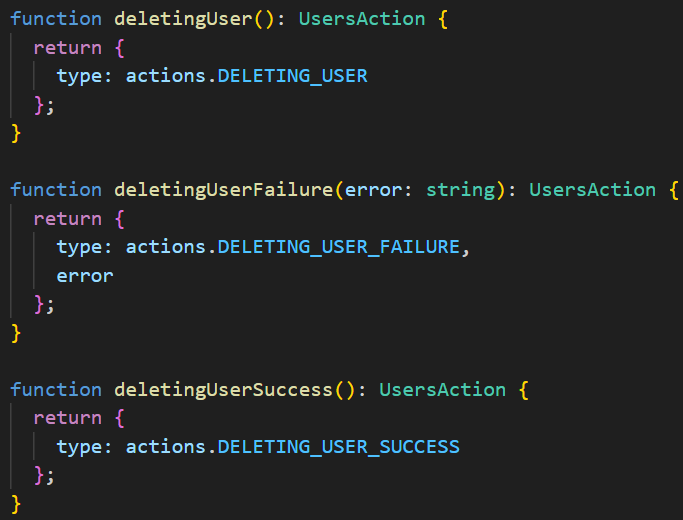 function deletingUser(): UsersAction {
  return {
    type: actions.DELETING_USER
  };
}

function deletingUserFailure(error: string): UsersAction {
  return {
    type: actions.DELETING_USER_FAILURE,
    error
  };
}

function deletingUserSuccess(): UsersAction {
  return {
    type: actions.DELETING_USER_SUCCESS
  };
}